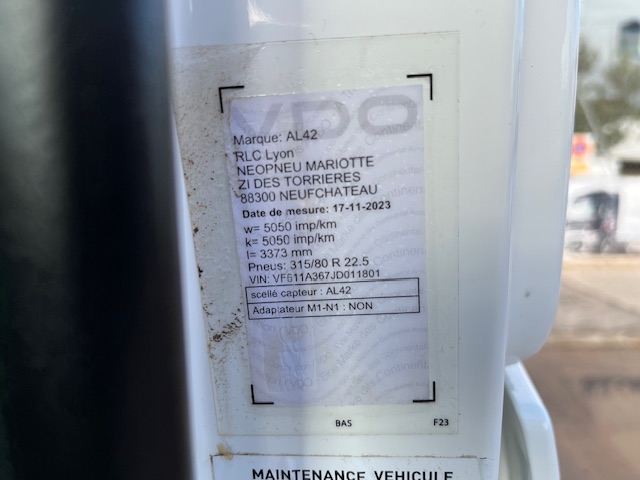 VDO
Marque: AL42
RLC Lyon
NEOPNEU MARIOTTE
ZI DES TORRIERES
88300 NEUFCHATEAU
Date de mesure: 17-11-2023
w= 5050 imp/km
k= 5050 imp/km
l= 3373 mm
Pneus: 315/80 R 22.5
VIN: VF611A367JD011801
scellé capteur : AL42
Adaptateur M1-N1 : NON
BAS F23
MAINTENANCE VEHICULE